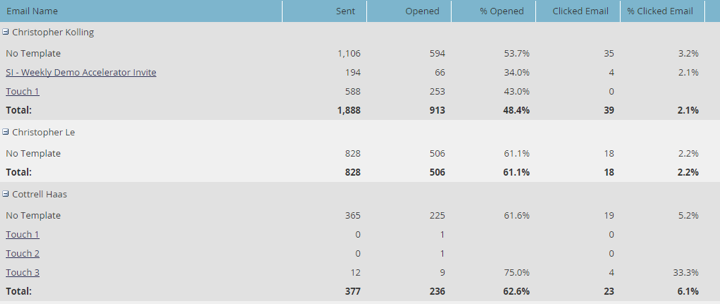 Email Name Sent Opened % Opened Clicked Email % Clicked Email
Christopher Kolling
No Template 1,106 594 53.7% 35 3.2%
SI - Weekly Demo Accelerator Invite 194 66 34.0% 4 2.1%
Touch 1 588 253 43.0% 0
Total: 1,888 913 48.4% 39 2.1%
Christopher Le
No Template 828 506 61.1% 18 2.2%
Total: 828 506 61.1% 18 2.2%
Cottrell Haas
No Template 365 225 61.6% 19 5.2%
Touch 1 0 1 0
Touch 2 0 1 0
Touch 3 12 9 75.0% 4 33.3%
Total: 377 236 62.6% 23 6.1%